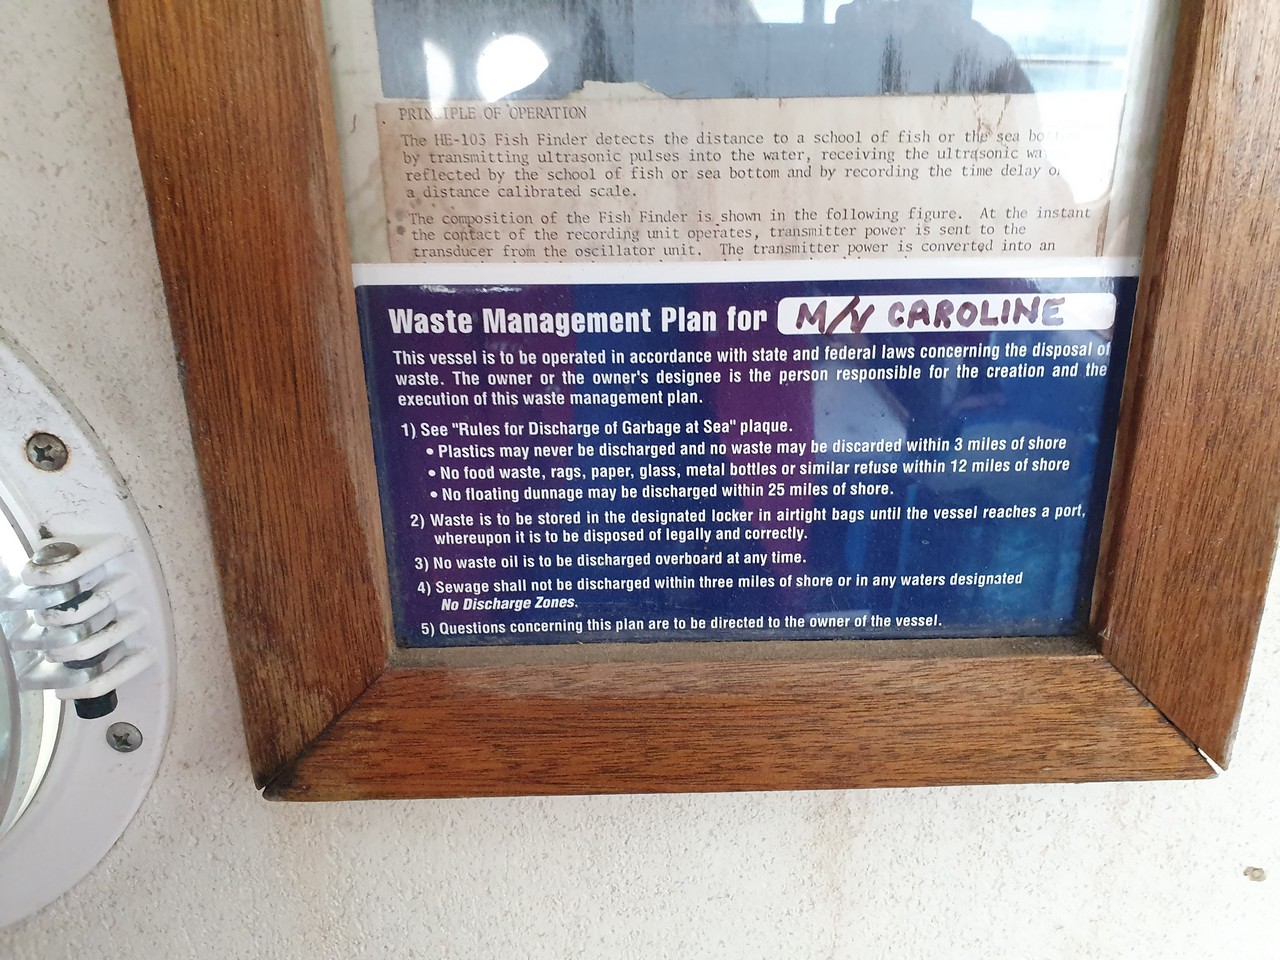 PRINCIPLE OF OPERATION
The HE-103 Fish Finder detects the distance to a school of fish or the sea
by transmitting ultrasonic pulses into the water, receiving the ultrasonic
reflected by the school of fish or sea bottom and by recording the time delay
a distance calibrated scale.
The composition of the Fish Finder is shown in the following figure. At the instant
the contact of the recording unit operates, transmitter power is sent to the
transducer from the oscillator unit. The transmitter power is converted into an
Waste Management Plan for M/V CAROLINE
This vessel is to be operated in accordance with state and federal laws concerning the disposal of
waste. The owner or the owner's designee is the person responsible for the creation and the
execution of this waste management plan.
1) See "Rules for Discharge of Garbage at Sea" plaque.
• Plastics may never be discharged and no waste may be discarded within 3 miles of shore
• No food waste, rags, paper, glass, metal bottles or similar refuse within 12 miles of shore
• No floating dunnage may be discharged within 25 miles of shore.
2) Waste is to be stored in the designated locker in airtight bags until the vessel reaches a port,
whereupon it is to be disposed of legally and correctly.
3) No waste oil is to be discharged overboard at any time.
4) Sewage shall not be discharged within three miles of shore or in any waters designated
No Discharge Zones.
5) Questions concerning this plan are to be directed to the owner of the vessel.